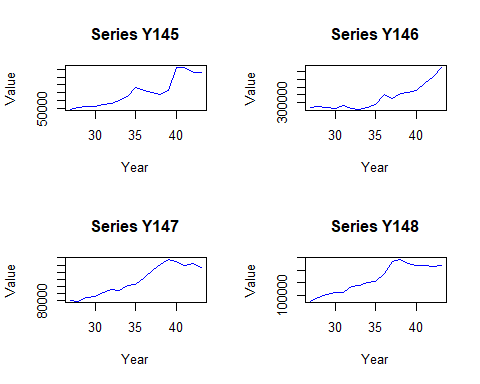 Series Y145
Value
50000
30 35 40
Year
Series Y146
Value
300000
30 35 40
Year
Series Y147
Value
80000
30 35 40
Year
Series Y148
Value
100000
30 35 40
Year